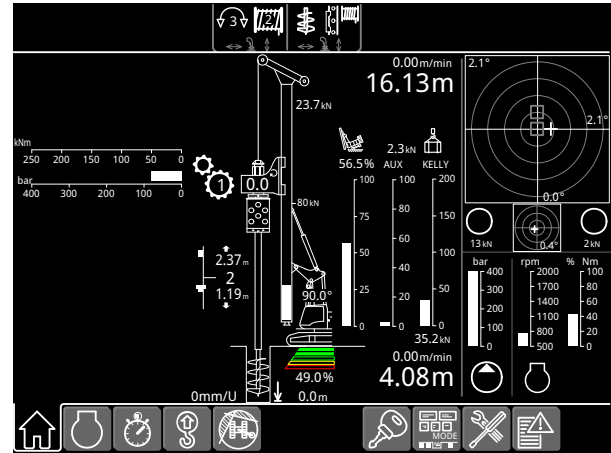 3 2
0.00m/min
16.13m
2.1°
23.7kN
2.1°
kNm
250 200 150 100 50 0
bar
400 300 200 100 0
1
0.0
2.3kN
56.5% AUX KELLY
100 100 200
75 80 150
60
50 100
40
25 50
20
0 0 0
80kN
0.0°
13kN
0.4°
2kN
2.37m
2
1.19m
90.0°
35.2kN
bar rpm % Nm
400 2000 100
300 1700 80
1400 60
200
1100 40
100 800 20
0 500 0
0.00m/min
4.08m
49.0%
0mm/U
0.0m
MODE